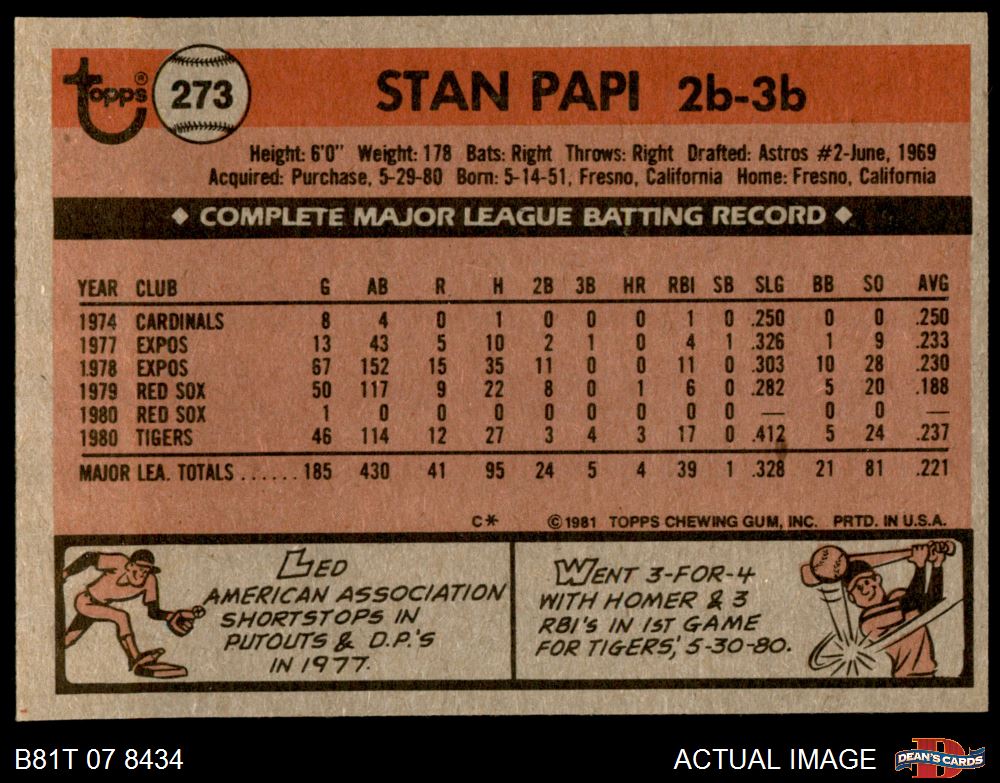 topps® 273 STAN PAPI 2b-3b
Height: 6'0" Weight: 178 Bats: Right Throws: Right Drafted: Astros #2-June, 1969
Acquired: Purchase, 5-29-80 Born: 5-14-51, Fresno, California Home: Fresno, California
◆ COMPLETE MAJOR LEAGUE BATTING RECORD ◆
YEAR CLUB G AB R H 2B 3B HR RBI SB SLG BB SO AVG
1974 CARDINALS 8 4 0 1 0 0 0 1 0 .250 0 0 .250
1977 EXPOS 13 43 5 10 2 1 0 4 1 .326 1 9 .233
1978 EXPOS 67 152 15 35 11 0 0 11 0 .303 10 28 .230
1979 RED SOX 50 117 9 22 8 0 1 6 0 .282 5 20 .188
1980 RED SOX 1 0 0 0 0 0 0 0 0 — 0 0 —
1980 TIGERS 46 114 12 27 3 4 3 17 0 .412 5 24 .237
MAJOR LEA. TOTALS ...... 185 430 41 95 24 5 4 39 1 .328 21 81 .221
C* © 1981 TOPPS CHEWING GUM, INC. PRTD. IN U.S.A.
LED
AMERICAN ASSOCIATION
SHORTSTOPS IN
PUTOUTS & D.P.'S
IN 1977.
WENT 3-FOR-4
WITH HOMER & 3
RBI'S IN 1ST GAME
FOR TIGERS, 5-30-80.
B81T 07 8434 ACTUAL IMAGE DEAN'S CARDS